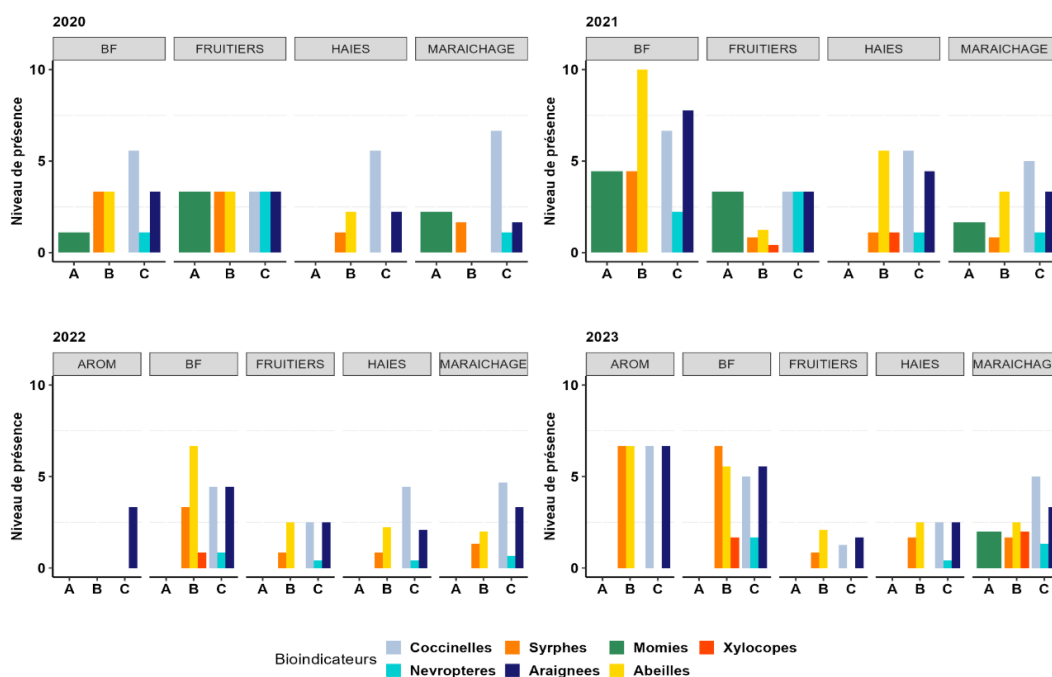 2020
BF FRUITIERS HAIES MARAICHAGE
Niveau de présence
10
5
0
A B C A B C A B C A B C
2021
BF FRUITIERS HAIES MARAICHAGE
Niveau de présence
10
5
0
A B C A B C A B C A B C
2022
AROM BF FRUITIERS HAIES MARAICHAGE
Niveau de présence
10
5
0
A B C A B C A B C A B C A B C
2023
AROM BF FRUITIERS HAIES MARAICHAG
Niveau de présence
10
5
0
A B C A B C A B C A B C A B C
Bioindicateurs
Coccinelles Syrphes Momies Xylocopes
Nevropteres Araignees Abeilles